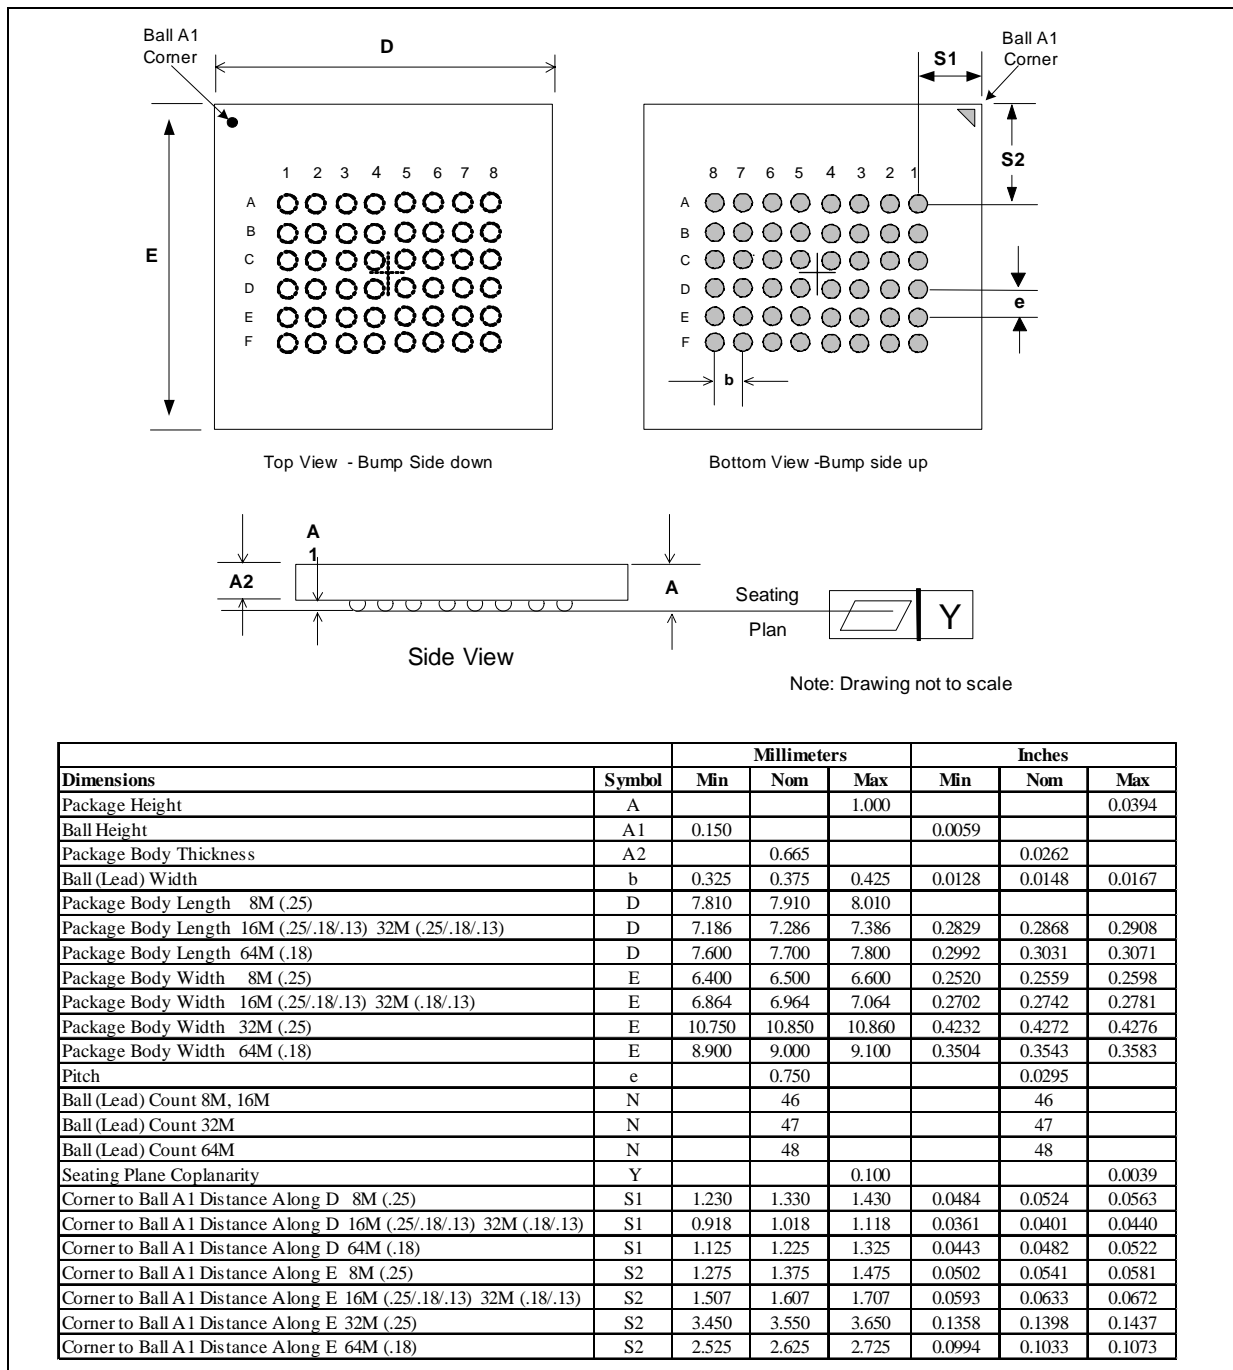 Ball A1
Corner
D
E
1 2 3 4 5 6 7 8
A
B
C
D
E
F
Top View - Bump Side down
Ball A1
Corner
S1
S2
8 7 6 5 4 3 2 1
A
B
C
D
E
F
e
b
Bottom View -Bump side up
A
1
A2
A
Seating
Plan
Y
Side View
Note: Drawing not to scale
Millimeters Inches
Dimensions Symbol Min Nom Max Min Nom Max
Package Height A 1.000 0.0394
Ball Height A1 0.150 0.0059
Package Body Thickness A2 0.665 0.0262
Ball (Lead) Width b 0.325 0.375 0.425 0.0128 0.0148 0.0167
Package Body Length 8M (.25) D 7.810 7.910 8.010
Package Body Length 16M (.25/.18/.13) 32M (.25/.18/.13) D 7.186 7.286 7.386 0.2829 0.2868 0.2908
Package Body Length 64M (.18) D 7.600 7.700 7.800 0.2992 0.3031 0.3071
Package Body Width 8M (.25) E 6.400 6.500 6.600 0.2520 0.2559 0.2598
Package Body Width 16M (.25/.18/.13) 32M (.18/.13) E 6.864 6.964 7.064 0.2702 0.2742 0.2781
Package Body Width 32M (.25) E 10.750 10.850 10.860 0.4232 0.4272 0.4276
Package Body Width 64M (.18) E 8.900 9.000 9.100 0.3504 0.3543 0.3583
Pitch e 0.750 0.0295
Ball (Lead) Count 8M, 16M N 46 46
Ball (Lead) Count 32M N 47 47
Ball (Lead) Count 64M N 48 48
Seating Plane Coplanarity Y 0.100 0.0039
Corner to Ball A1 Distance Along D 8M (.25) S1 1.230 1.330 1.430 0.0484 0.0524 0.0563
Corner to Ball A1 Distance Along D 16M (.25/.18/.13) 32M (.18/.13) S1 0.918 1.018 1.118 0.0361 0.0401 0.0440
Corner to Ball A1 Distance Along D 64M (.18) S1 1.125 1.225 1.325 0.0443 0.0482 0.0522
Corner to Ball A1 Distance Along E 8M (.25) S2 1.275 1.375 1.475 0.0502 0.0541 0.0581
Corner to Ball A1 Distance Along E 16M (.25/.18/.13) 32M (.18/.13) S2 1.507 1.607 1.707 0.0593 0.0633 0.0672
Corner to Ball A1 Distance Along E 32M (.25) S2 3.450 3.550 3.650 0.1358 0.1398 0.1437
Corner to Ball A1 Distance Along E 64M (.18) S2 2.525 2.625 2.725 0.0994 0.1033 0.1073